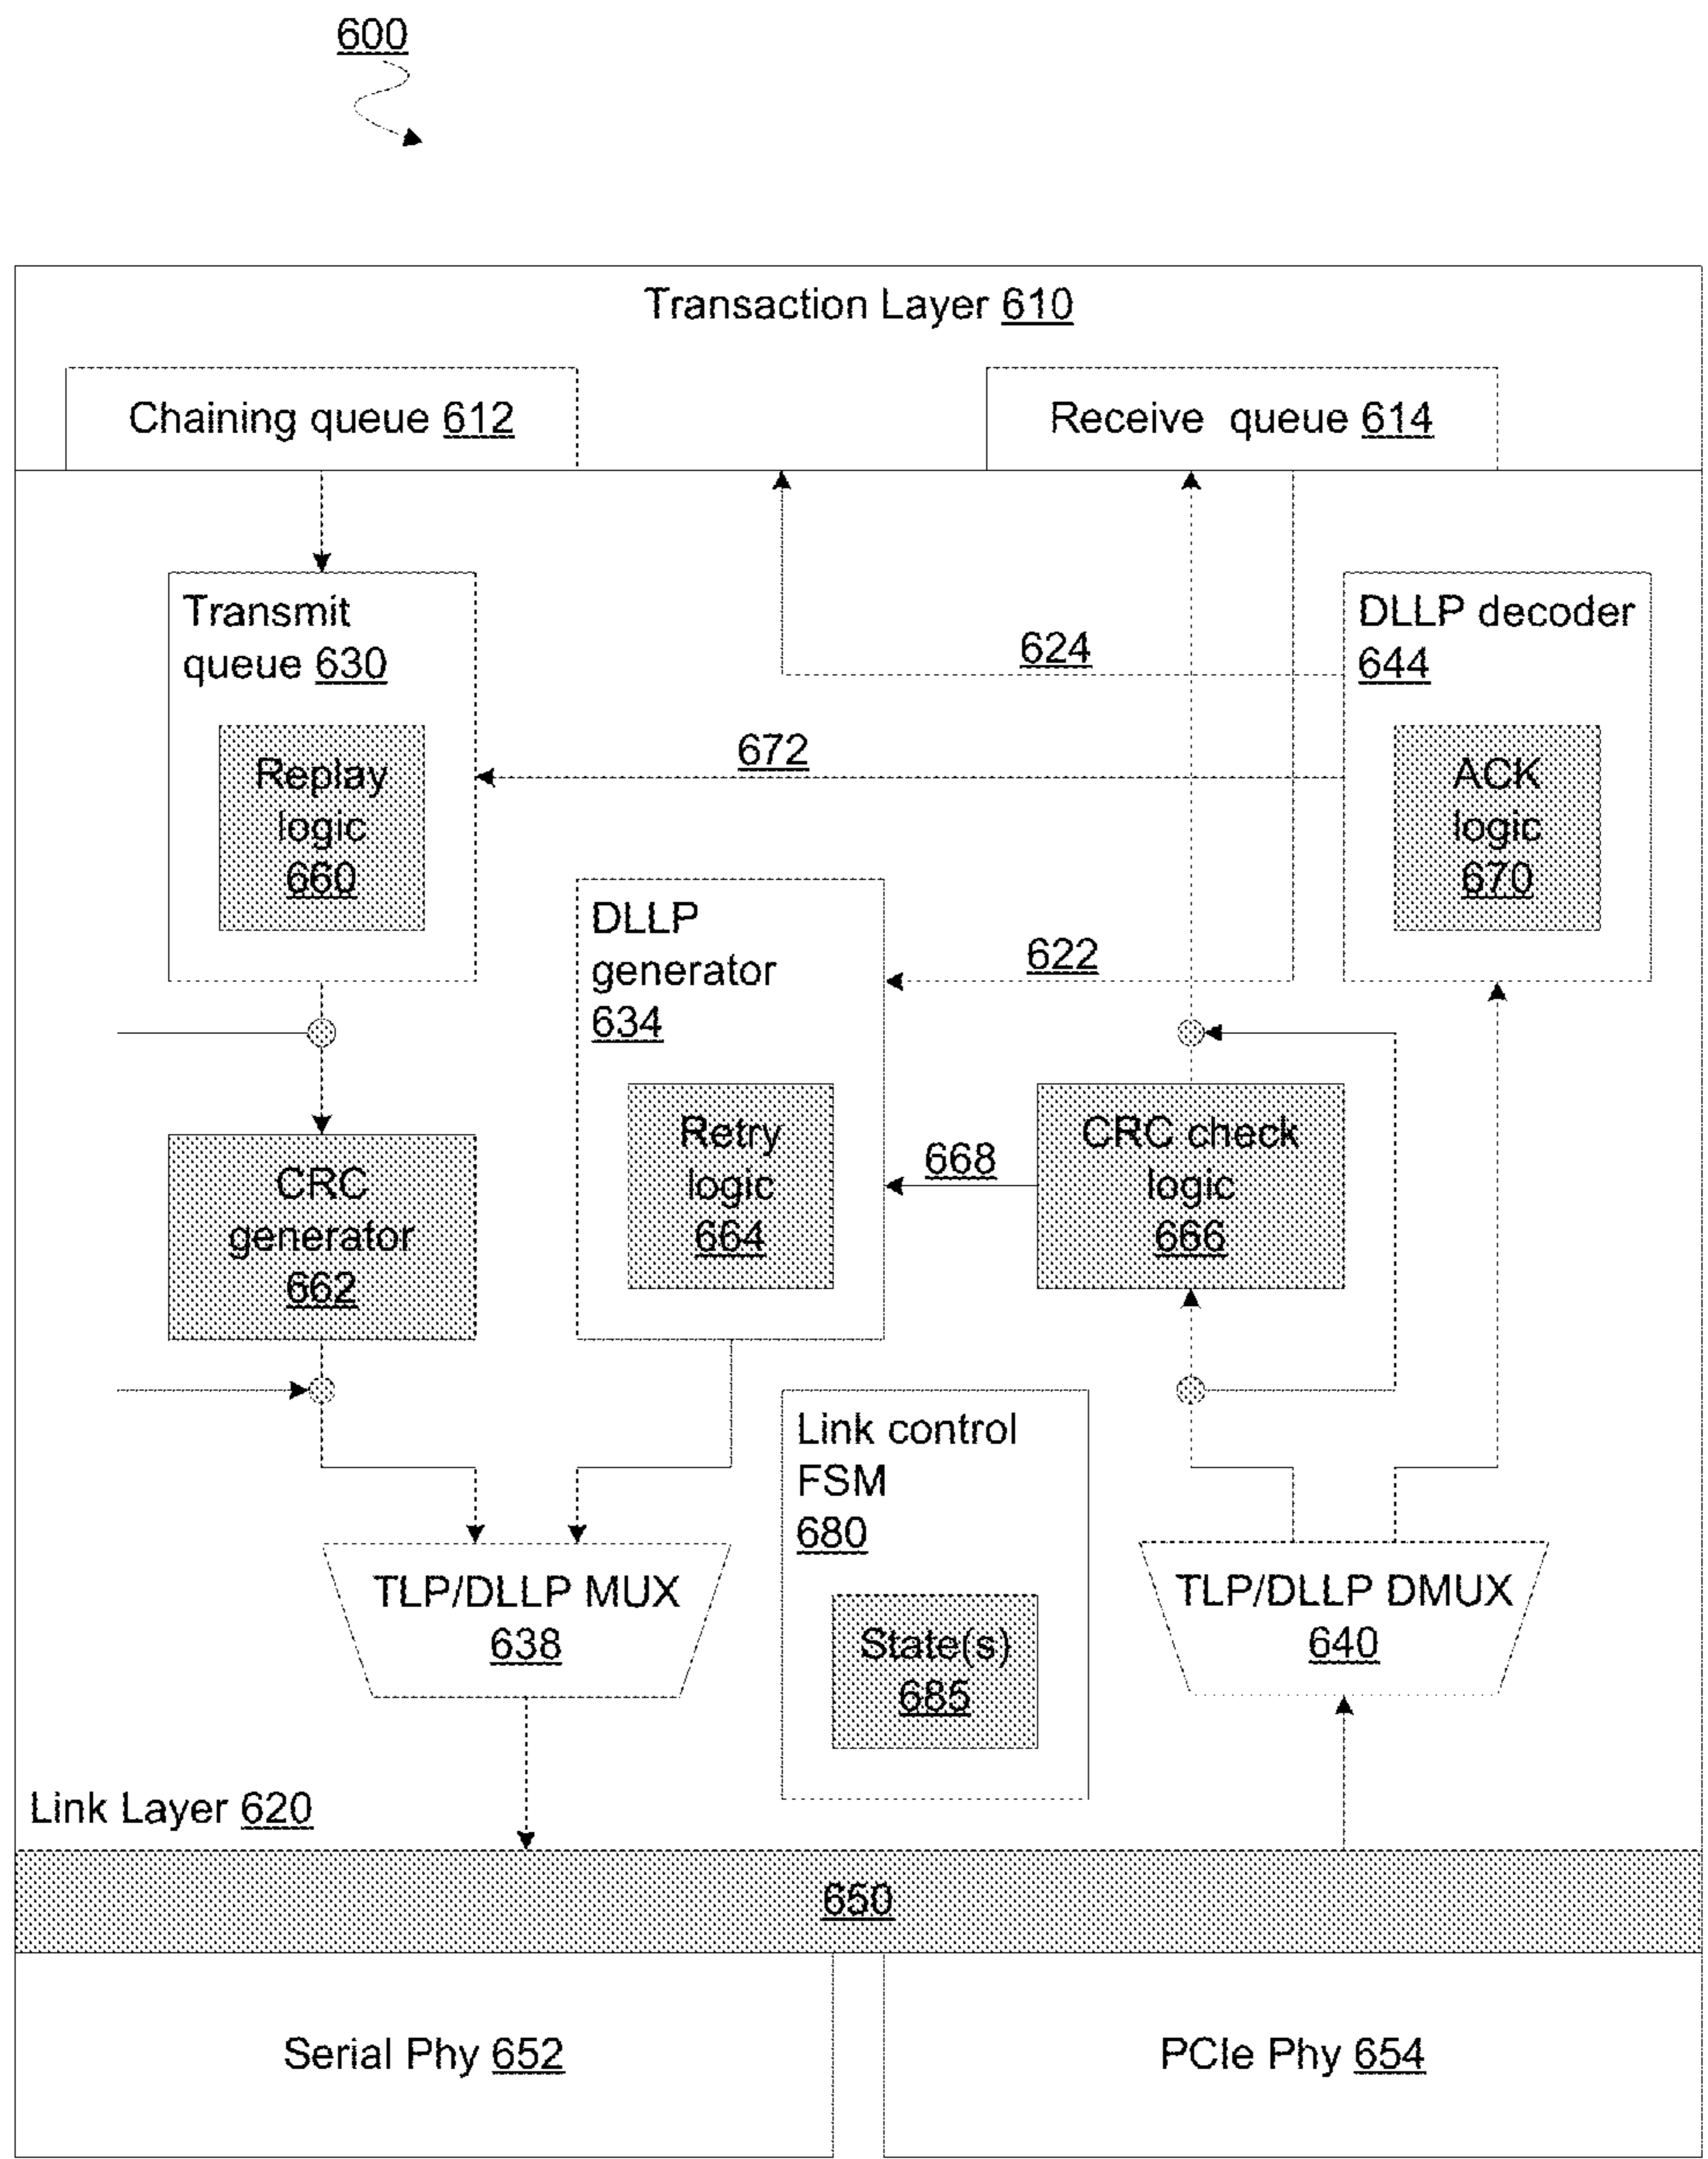 600
Transaction Layer 610
Chaining queue 612
Receive queue 614
Transmit
queue 630
Replay
logic
660
624
672
DLLP decoder
644
ACK
logic
670
DLLP
generator
634
Retry
logic
664
622
668
CRC
generator
662
CRC check
logic
666
Link control
FSM
680
State(s)
685
TLP/DLLP MUX
638
TLP/DLLP DMUX
640
Link Layer 620
650
Serial Phy 652
PCIe Phy 654